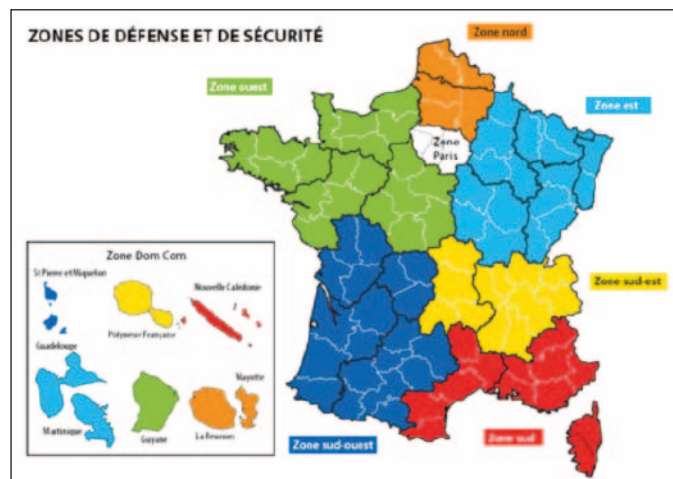 ZONES DE DÉFENSE ET DE SÉCURITÉ
Zone nord
Zone ouest
Zone est
Zone
Paris
Zone Dom Com
St Pierre et Miquelon
Nouvelle Calédonie
Zone sud-est
Polynésie Française
Guadeloupe
Mayotte
Martinique
Guyane
La Réunion
Zone sud-ouest
Zone sud